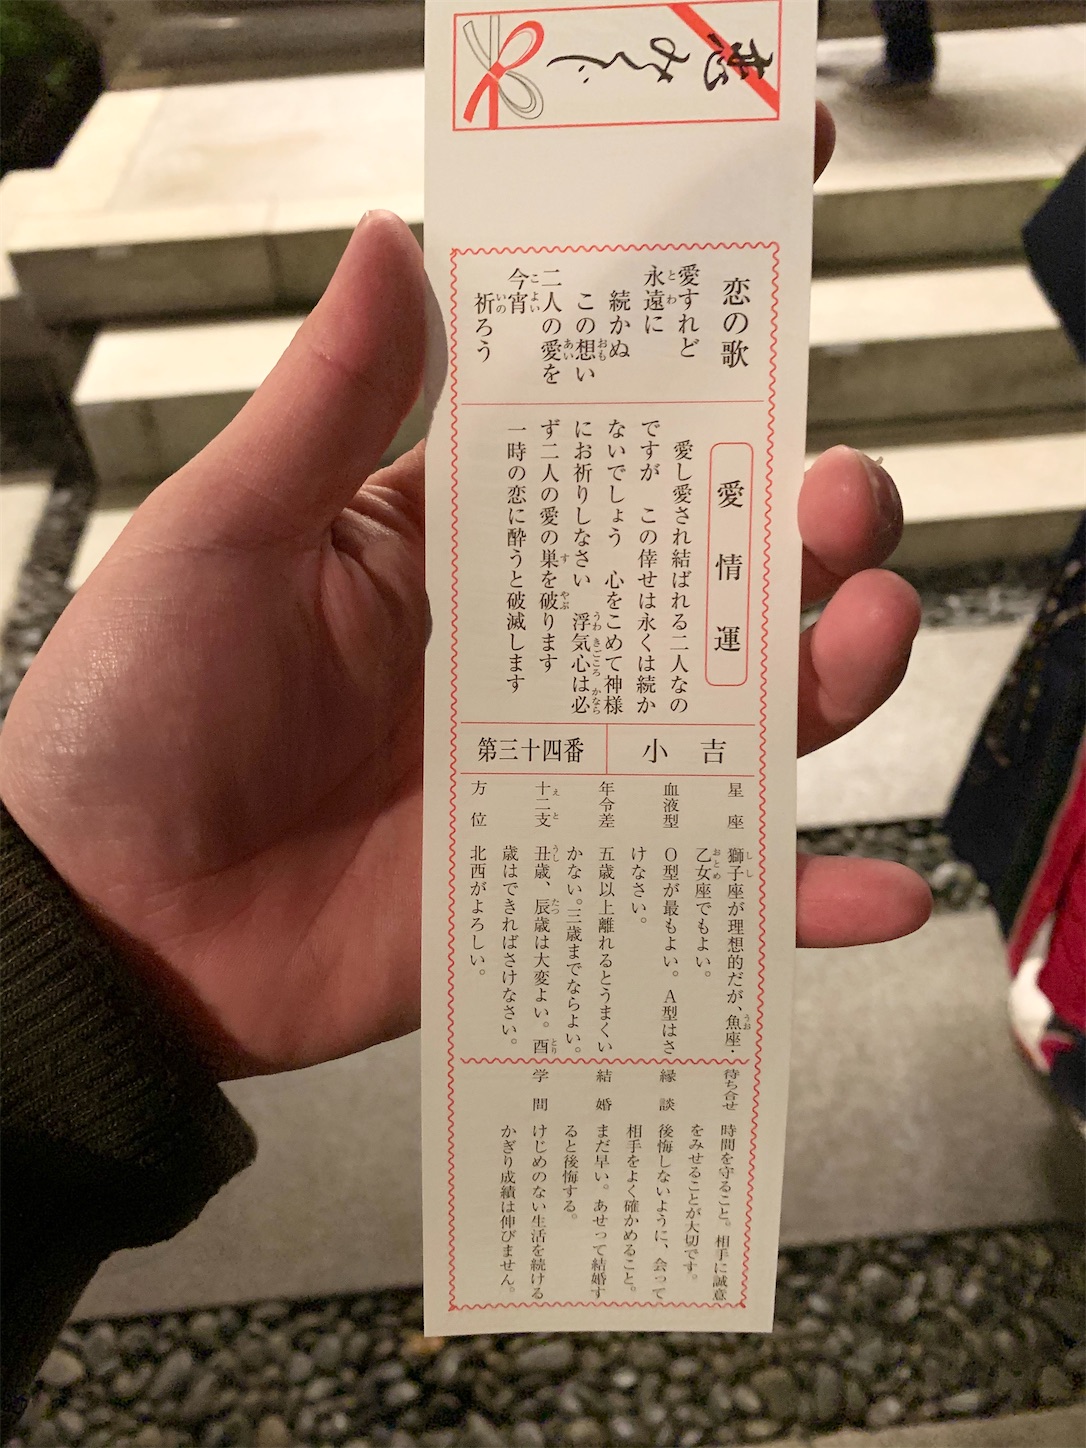 恋みくじ
恋の歌
愛すれど
永遠に
続かぬ
この想い
二人の愛を
今宵
祈ろう
愛情運
愛し愛され結ばれる二人なの
ですが この倖せは永くは続か
ないでしょう 心をこめて神様
にお祈りしなさい 浮気心は必
ず二人の愛の巣を破ります
一時の恋に酔うと破滅します
小吉
第三十四番
星座
獅子座が理想的だが、魚座・
乙女座でもよい。
血液型
O型が最もよい。A型はさ
けなさい。
年令差
五歳以上離れるとうまくい
かない。三歳までならよい。
十二支
丑歳、辰歳は大変よい。酉
歳はできればさけなさい。
方位
北西がよろしい。
待ち合せ
時間を守ること。相手に誠意
をみせることが大切です。
縁談
後悔しないように、会って
相手をよく確かめること。
結婚
まだ早い。あせって結婚す
ると後悔する。
学問
けじめのない生活を続ける
かぎり成績は伸びません。